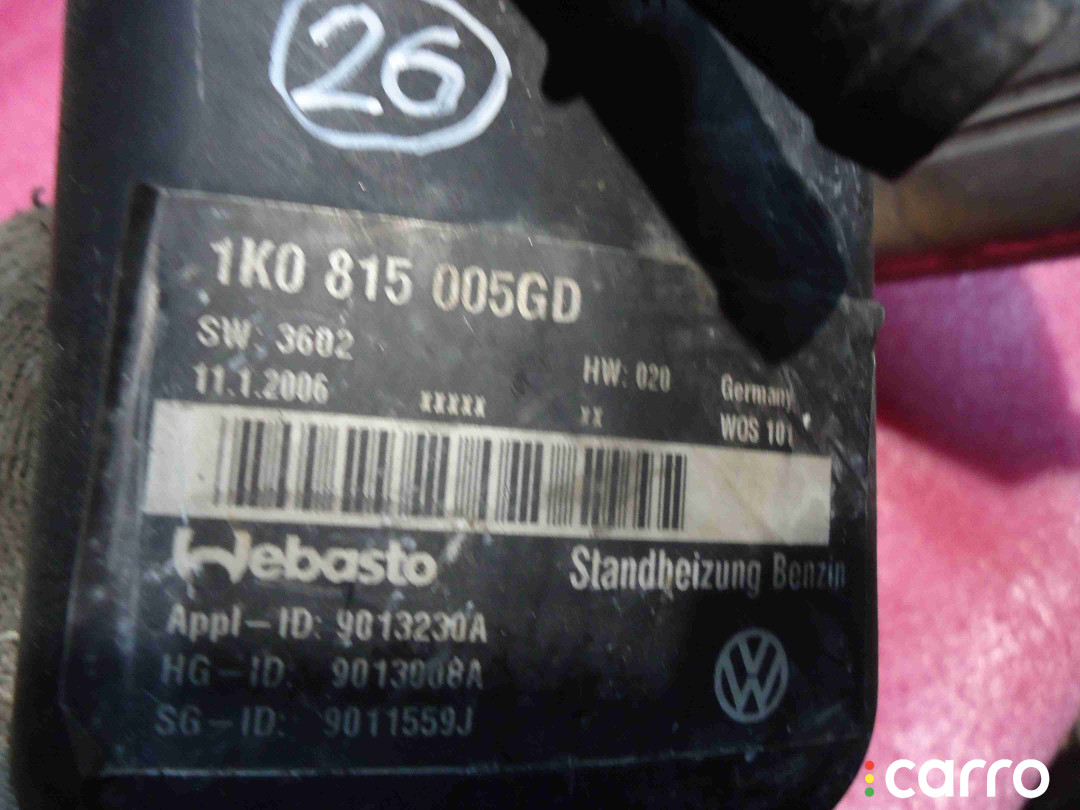 26
1K0 815 005GD
SW: 3602
HW: 020
Germany
11.1.2006
xxxxx
xx
WOS 101
Webasto
Standheizung Benzin
Appl-ID: 9013230A
HG-ID: 9013008A
SG-ID: 9011559J
carro